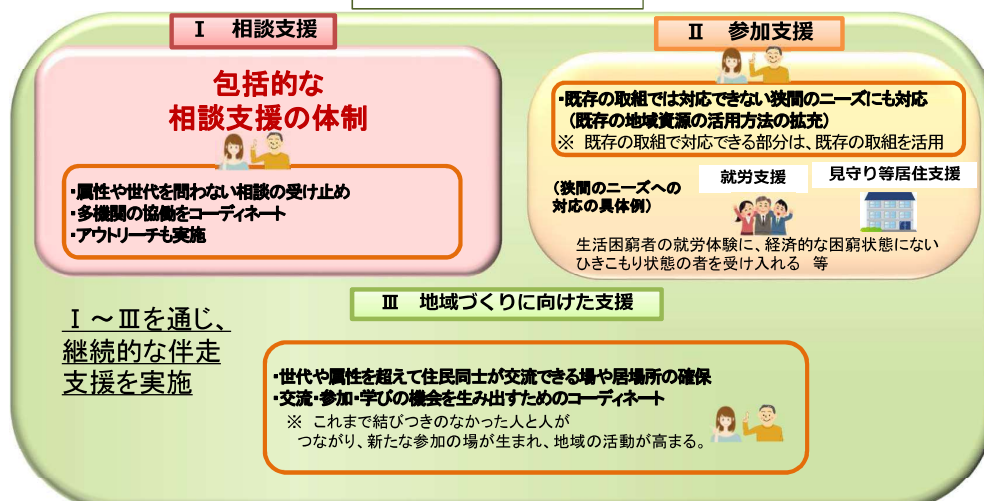 Ⅰ 相談支援
包括的な
相談支援の体制
・属性や世代を問わない相談の受け止め
・多機関の協働をコーディネート
・アウトリーチも実施
Ⅱ 参加支援
・既存の取組では対応できない狭間のニーズにも対応
（既存の地域資源の活用方法の拡充）
※ 既存の取組で対応できる部分は、既存の取組を活用
（狭間のニーズへの
対応の具体例）
就労支援
見守り等居住支援
生活困窮者の就労体験に、経済的な困窮状態にない
ひきこもり状態の者を受け入れる 等
Ⅲ 地域づくりに向けた支援
Ⅰ～Ⅲを通じ、
継続的な伴走
支援を実施
・世代や属性を超えて住民同士が交流できる場や居場所の確保
・交流・参加・学びの機会を生み出すためのコーディネート
※ これまで結びつきのなかった人と人が
つながり、新たな参加の場が生まれ、地域の活動が高まる。